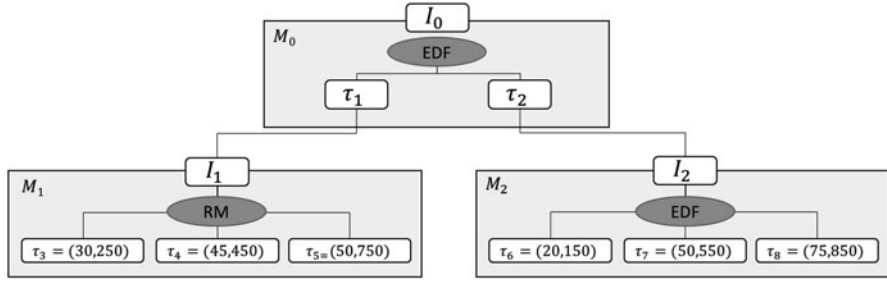 I₀
M₀
EDF
τ₁ τ₂
I₁
M₁
RM
τ₃ = (30,250) τ₄ = (45,450) τ₅₌(50,750)
I₂
M₂
EDF
τ₆ = (20,150) τ₇ = (50,550) τ₈ = (75,850)